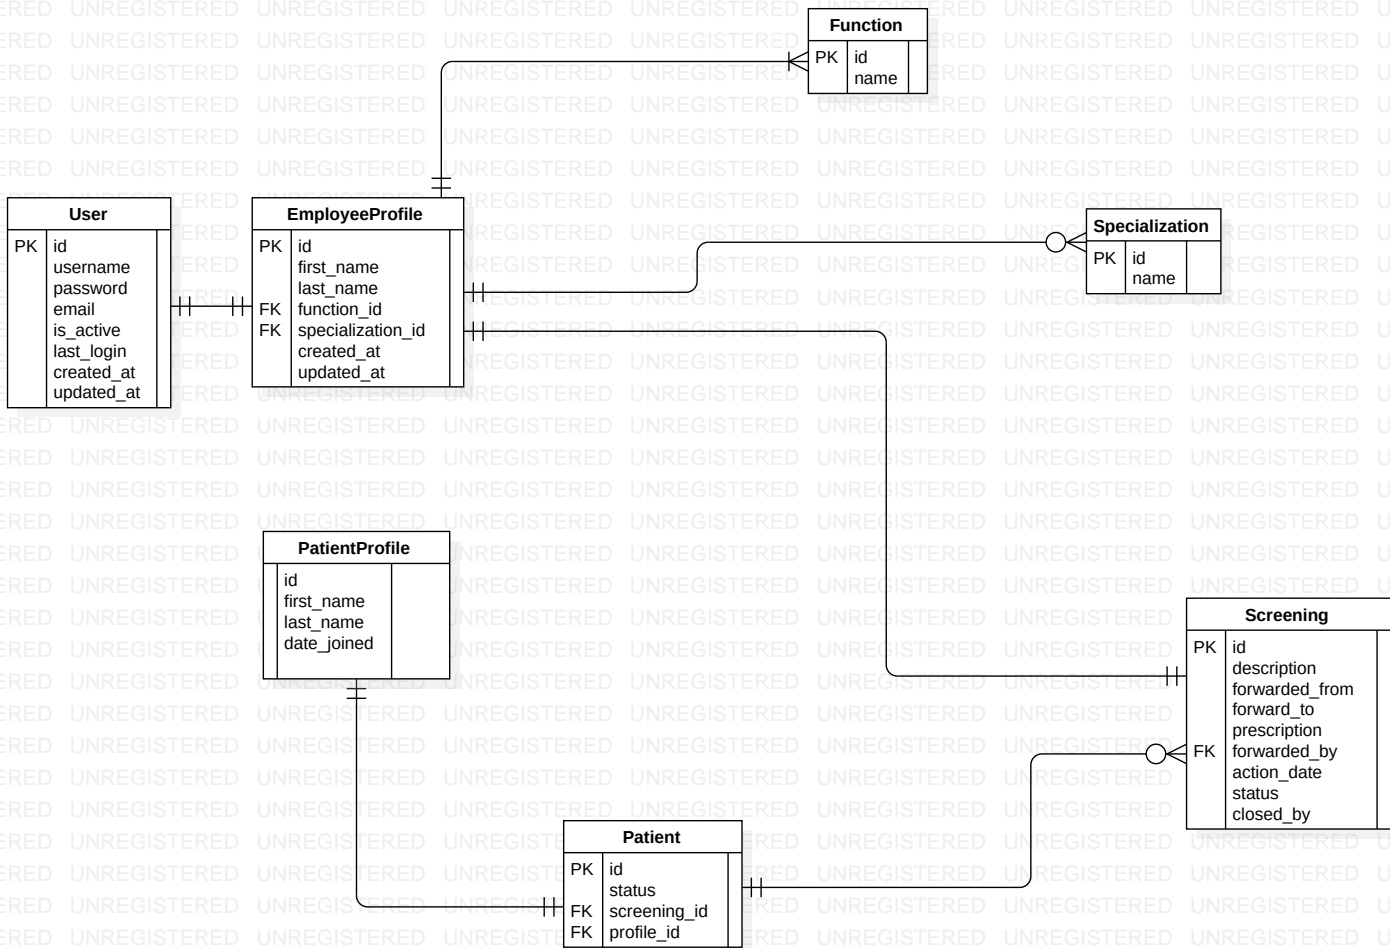 Function
PK id
name
User
PK id
username
password
email
is_active
last_login
created_at
updated_at
EmployeeProfile
PK id
first_name
last_name
FK function_id
FK specialization_id
created_at
updated_at
Specialization
PK id
name
PatientProfile
id
first_name
last_name
date_joined
Screening
PK id
description
forwarded_from
forward_to
prescription
FK forwarded_by
action_date
status
closed_by
Patient
PK id
status
FK screening_id
FK profile_id
UNREGISTERED